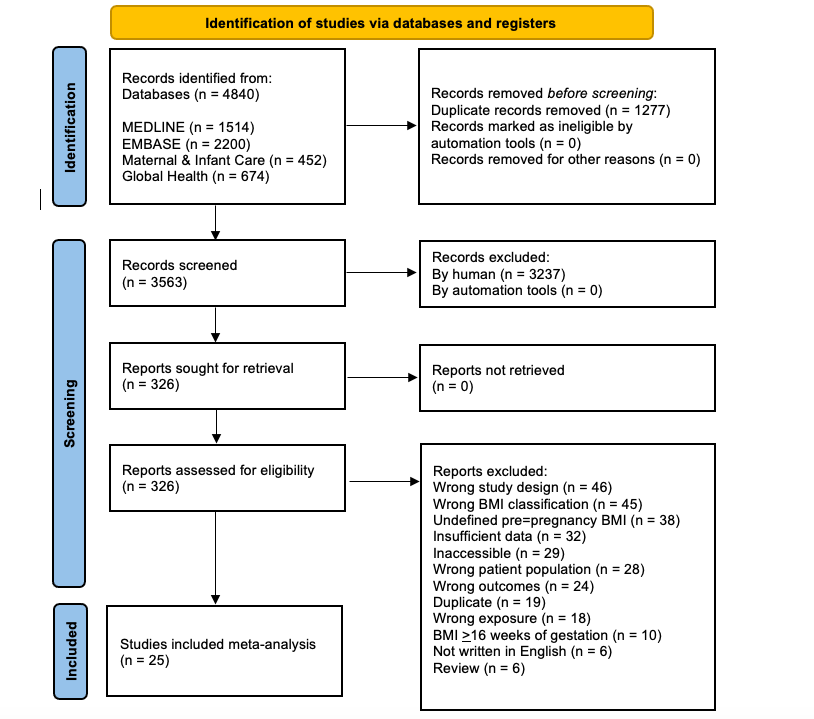 Identification of studies via databases and registers
Identification
Records identified from:
Databases (n = 4840)
MEDLINE (n = 1514)
EMBASE (n = 2200)
Maternal & Infant Care (n = 452)
Global Health (n = 674)
Records removed before screening:
Duplicate records removed (n = 1277)
Records marked as ineligible by
automation tools (n = 0)
Records removed for other reasons (n = 0)
Screening
Records screened
(n = 3563)
Records excluded:
By human (n = 3237)
By automation tools (n = 0)
Reports sought for retrieval
(n = 326)
Reports not retrieved
(n = 0)
Reports assessed for eligibility
(n = 326)
Reports excluded:
Wrong study design (n = 46)
Wrong BMI classification (n = 45)
Undefined pre=pregnancy BMI (n = 38)
Insufficient data (n = 32)
Inaccessible (n = 29)
Wrong patient population (n = 28)
Wrong outcomes (n = 24)
Duplicate (n = 19)
Wrong exposure (n = 18)
BMI ≥16 weeks of gestation (n = 10)
Not written in English (n = 6)
Review (n = 6)
Included
Studies included meta-analysis
(n = 25)